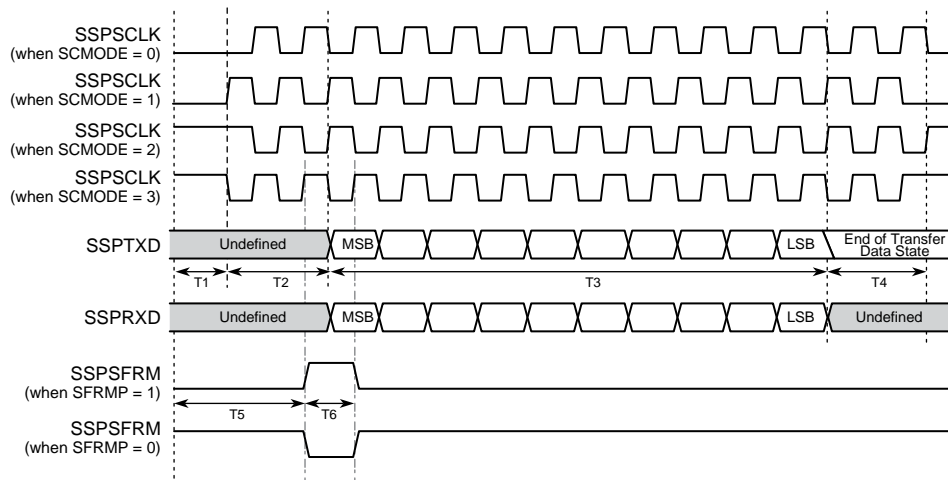 SSPSCLK
(when SCMODE = 0)
SSPSCLK
(when SCMODE = 1)
SSPSCLK
(when SCMODE = 2)
SSPSCLK
(when SCMODE = 3)
SSPTXD
Undefined
MSB
LSB
End of Transfer
Data State
T1
T2
T3
T4
SSPRXD
Undefined
MSB
LSB
Undefined
SSPSFRM
(when SFRMP = 1)
T5
T6
SSPSFRM
(when SFRMP = 0)